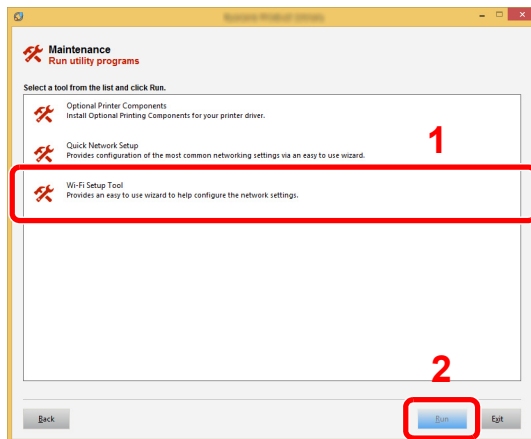 Maintenance
Run utility programs
Select a tool from the list and click Run.
Optional Printer Components
Install Optional Printing Components for your printer driver.
1
Quick Network Setup
Provides configuration of the most common networking settings via an easy to use wizard.
Wi-Fi Setup Tool
Provides an easy to use wizard to help configure the network settings.
2
Back
Run
Exit